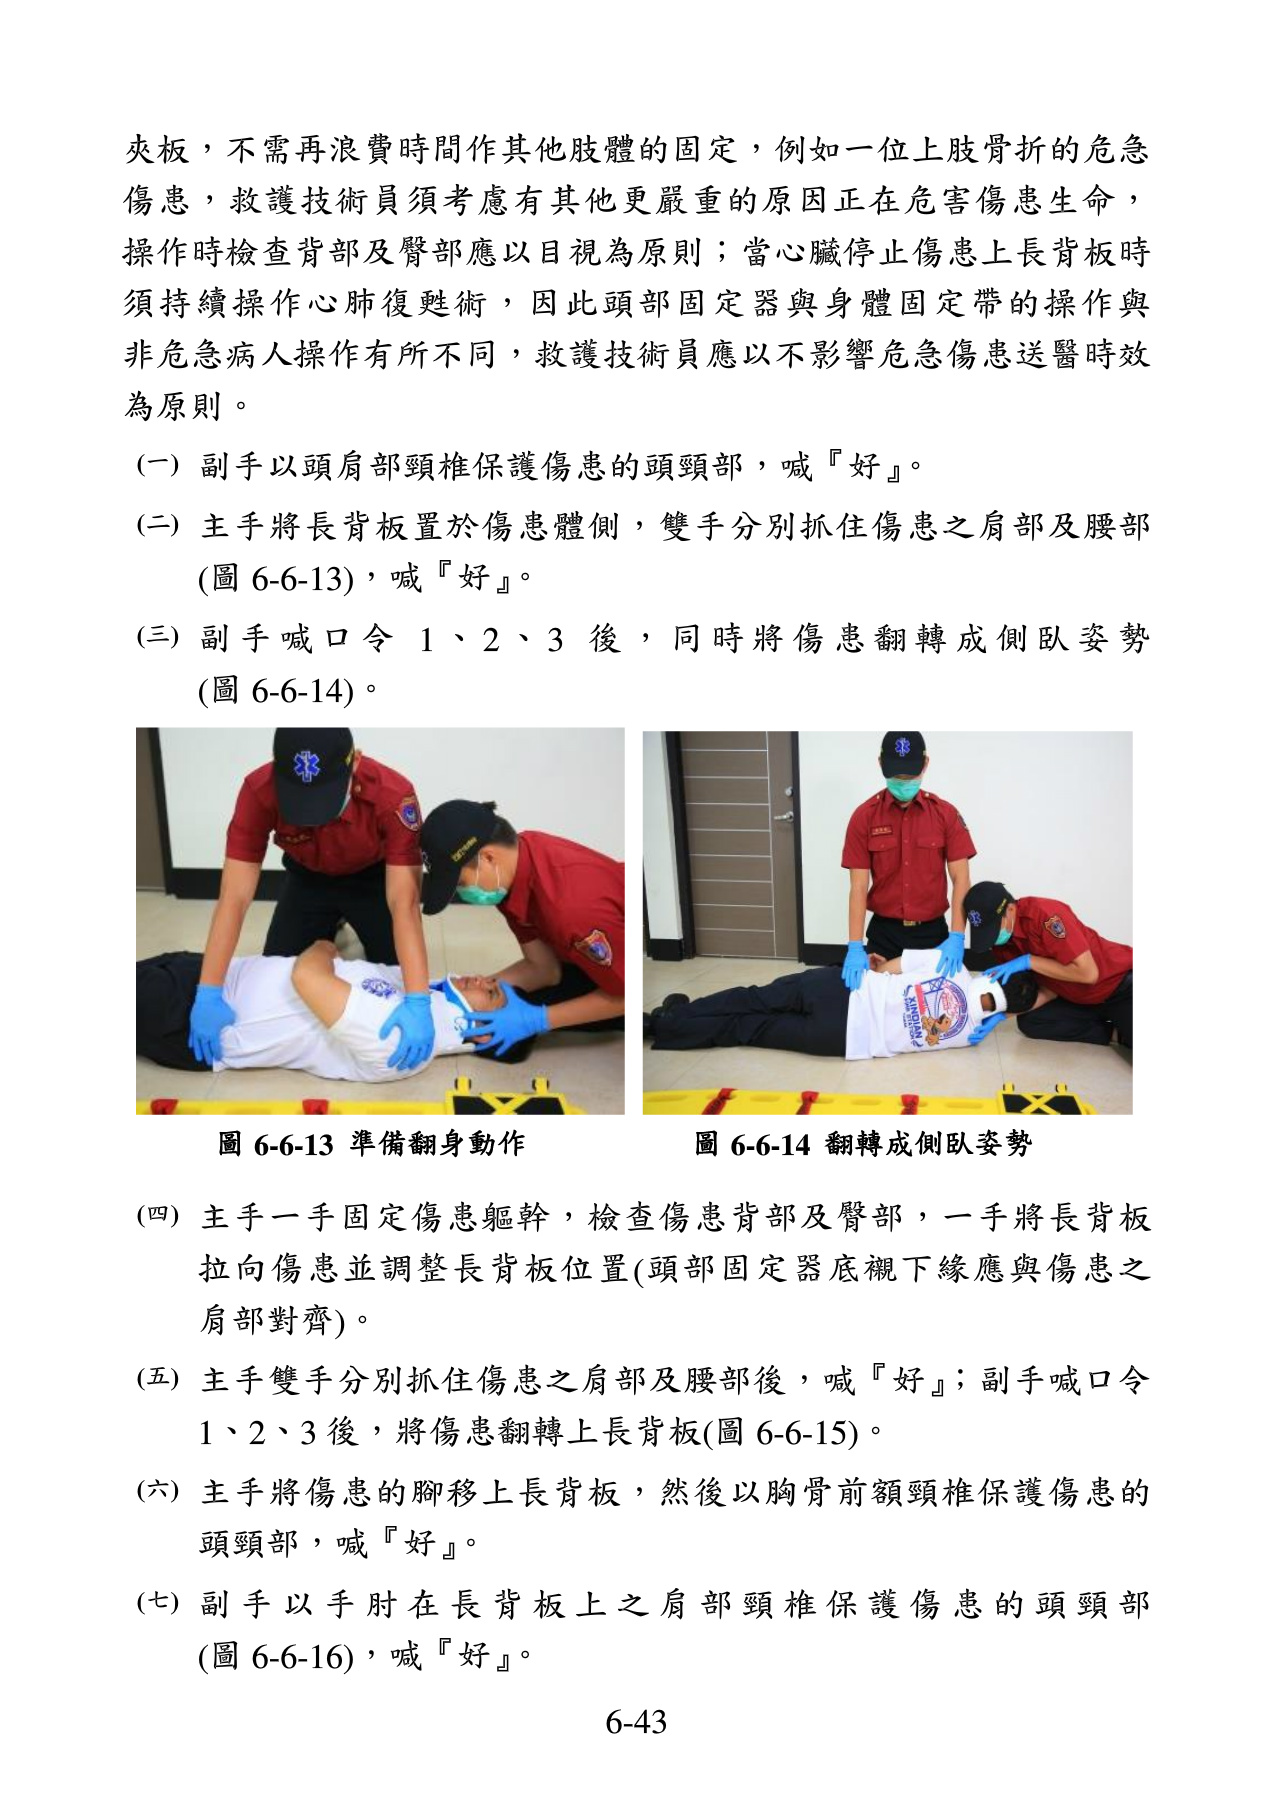 夾板，不需再浪費時間作其他肢體的固定，例如一位上肢骨折的危急
傷患，救護技術員須考慮有其他更嚴重的原因正在危害傷患生命，
操作時檢查背部及臀部應以目視為原則；當心臟停止傷患上長背板時
須持續操作心肺復甦術，因此頭部固定器與身體固定帶的操作與
非危急病人操作有所不同，救護技術員應以不影響危急傷患送醫時效
為原則。
(一) 副手以頭肩部頸椎保護傷患的頭頸部，喊『好』。
(二) 主手將長背板置於傷患體側，雙手分別抓住傷患之肩部及腰部
(圖 6-6-13)，喊『好』。
(三) 副手喊口令 1、2、3 後，同時將傷患翻轉成側臥姿勢
(圖 6-6-14)。
XINDIAN
圖 6-6-13 準備翻身動作
圖 6-6-14 翻轉成側臥姿勢
(四) 主手一手固定傷患軀幹，檢查傷患背部及臀部，一手將長背板
拉向傷患並調整長背板位置(頭部固定器底襯下緣應與傷患之
肩部對齊)。
(五) 主手雙手分別抓住傷患之肩部及腰部後，喊『好』；副手喊口令
1、2、3 後，將傷患翻轉上長背板(圖 6-6-15)。
(六) 主手將傷患的腳移上長背板，然後以胸骨前額頸椎保護傷患的
頭頸部，喊『好』。
(七) 副手以手肘在長背板上之肩部頸椎保護傷患的頭頸部
(圖 6-6-16)，喊『好』。
6-43